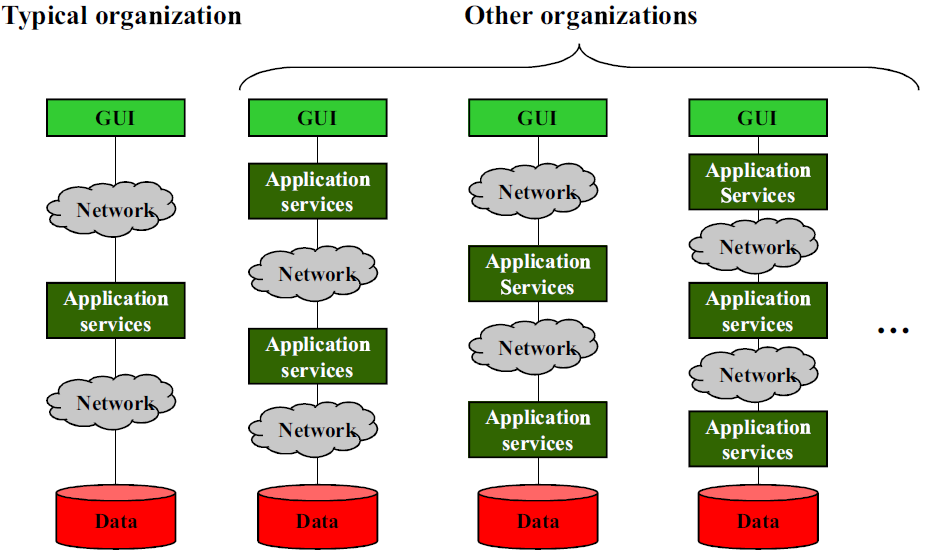 Typical organization
Other organizations
GUI
Network
Application
services
Network
Data
GUI
Application
services
Network
Application
services
Network
Data
GUI
Network
Application
Services
Network
Application
services
Data
GUI
Application
Services
Network
Application
services
Network
Application
services
Data
...